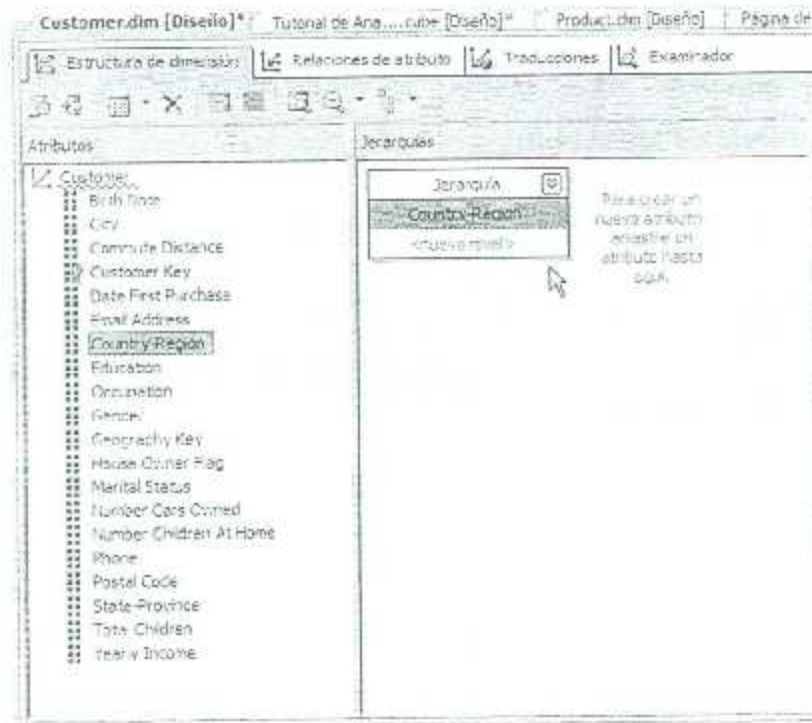 Customer.dim [Diseño]* Tutorial de Ana.....cube [Diseño]* Product.dim [Diseño] Página de
Estructura de dimensión Relaciones de atributo Traducciones Examinador
Atributos
Jerarquías
Customer
Birth Date
City
Commute Distance
Customer Key
Date First Purchase
Email Address
Country-Region
Education
Occupation
Gender
Geography Key
House Owner Flag
Marital Status
Number Cars Owned
Number Children At Home
Phone
Postal Code
State-Province
Total Children
Yearly Income
Jerarquía
Country-Region
<nuevo nivel>
Para crear un
nuevo atributo
arrastre un
atributo hasta
aquí.